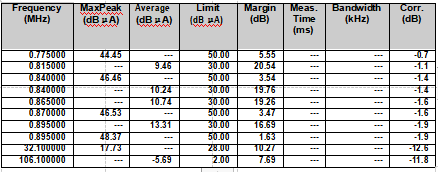 Frequency (MHz) MaxPeak (dBµA) Average (dBµA) Limit (dBµA) Margin (dB) Meas. Time (ms) Bandwidth (kHz) Corr. (dB)
0.775000 44.45 --- 50.00 5.55 --- --- -0.7
0.815000 --- 9.46 30.00 20.54 --- --- -1.1
0.840000 46.46 --- 50.00 3.54 --- --- -1.4
0.840000 --- 10.24 30.00 19.76 --- --- -1.4
0.865000 --- 10.74 30.00 19.26 --- --- -1.6
0.870000 46.53 --- 50.00 3.47 --- --- -1.6
0.895000 --- 13.31 30.00 16.69 --- --- -1.9
0.895000 48.37 --- 50.00 1.63 --- --- -1.9
32.100000 17.73 --- 28.00 10.27 --- --- -12.6
106.100000 --- -5.69 2.00 7.69 --- --- -11.8